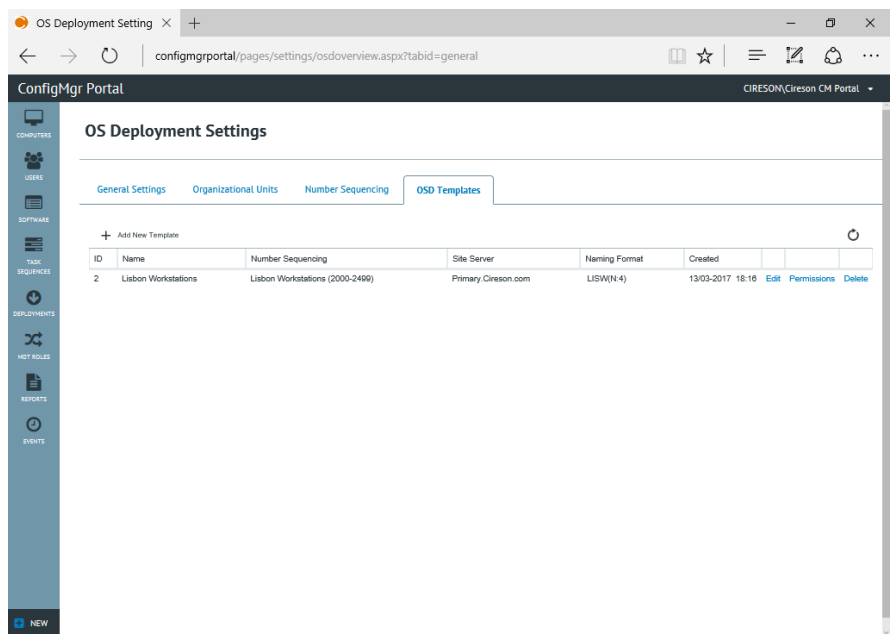 OS Deployment Setting
configmgrportal/pages/settings/osdoverview.aspx?tabid=general
ConfigMgr Portal
CIRESON\Cireson CM Portal
COMPUTERS
USERS
SOFTWARE
TASK
SEQUENCES
DEPLOYMENTS
MDT ROLES
REPORTS
EVENTS
NEW
OS Deployment Settings
General Settings Organizational Units Number Sequencing OSD Templates
Add New Template
ID Name Number Sequencing Site Server Naming Format Created
2 Lisbon Workstations Lisbon Workstations (2000-2499) Primary.Cireson.com LISW(N:4) 13/03-2017 18:16 Edit Permissions Delete